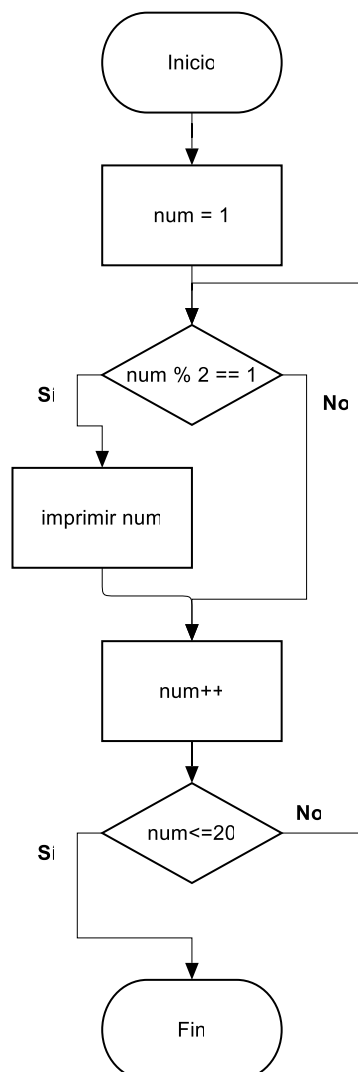 Inicio
num = 1
num % 2 == 1
Si
No
imprimir num
num++
num<=20
No
Si
Fin